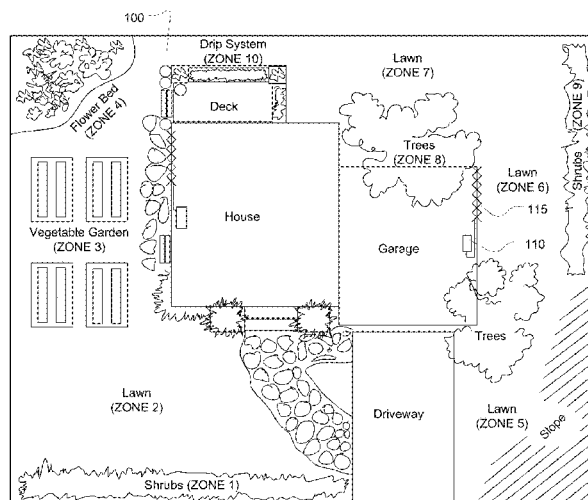 100
Drip System
(ZONE 10)
Lawn
(ZONE 7)
Flower Bed
(ZONE 4)
Deck
Shrubs (ZONE 9)
Trees
(ZONE 8)
Lawn
(ZONE 6)
115
House
Vegetable Garden
(ZONE 3)
Garage
110
Trees
Lawn
(ZONE 2)
Driveway
Lawn
(ZONE 5)
Slope
Shrubs (ZONE 1)